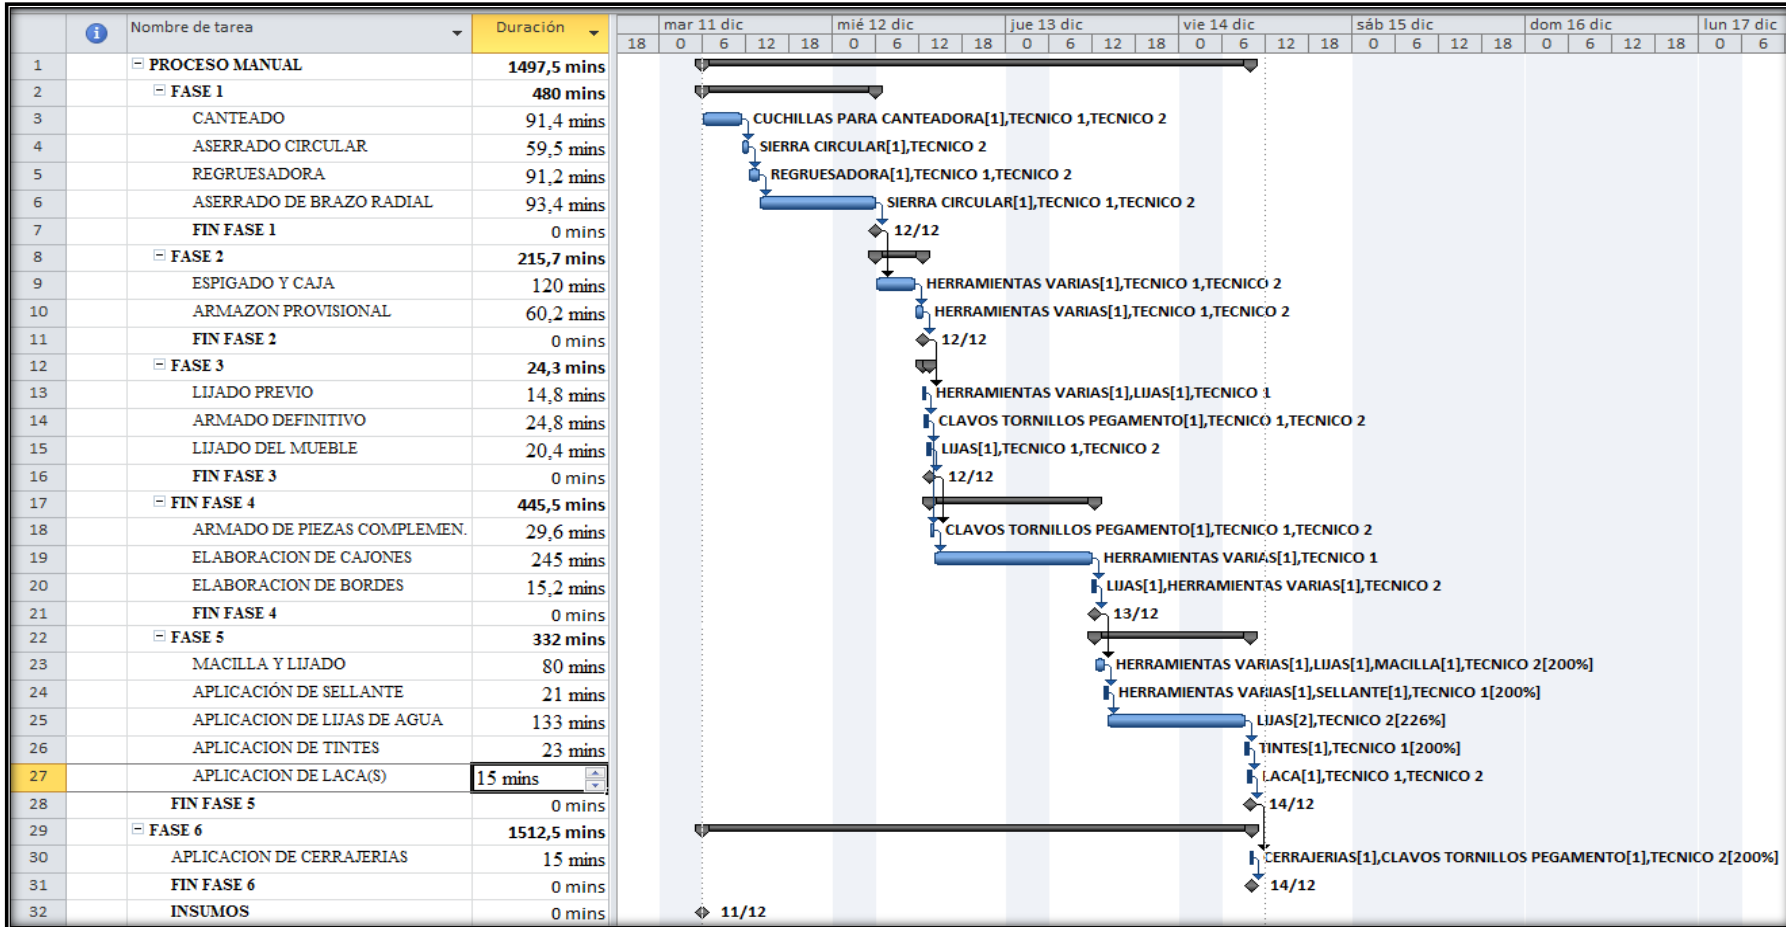 Nombre de tarea Duración mar 11 dic mié 12 dic jue 13 dic vie 14 dic sáb 15 dic dom 16 dic lun 17 dic
18 0 6 12 18 0 6 12 18 0 6 12 18 0 6 12 18 0 6 12 18 0 6 12 18 0 6
1 PROCESO MANUAL 1497,5 mins
2 FASE 1 480 mins
3 CANTEADO 91,4 mins CUCHILLAS PARA CANTEADORA[1],TECNICO 1,TECNICO 2
4 ASERRADO CIRCULAR 59,5 mins SIERRA CIRCULAR[1],TECNICO 2
5 REGRUESADORA 91,2 mins REGRUESADORA[1],TECNICO 1,TECNICO 2
6 ASERRADO DE BRAZO RADIAL 93,4 mins SIERRA CIRCULAR[1],TECNICO 1,TECNICO 2
7 FIN FASE 1 0 mins 12/12
8 FASE 2 215,7 mins
9 ESPIGADO Y CAJA 120 mins HERRAMIENTAS VARIAS[1],TECNICO 1,TECNICO 2
10 ARMAZON PROVISIONAL 60,2 mins HERRAMIENTAS VARIAS[1],TECNICO 1,TECNICO 2
11 FIN FASE 2 0 mins 12/12
12 FASE 3 24,3 mins
13 LIJADO PREVIO 14,8 mins HERRAMIENTAS VARIAS[1],LIJAS[1],TECNICO 1
14 ARMADO DEFINITIVO 24,8 mins CLAVOS TORNILLOS PEGAMENTO[1],TECNICO 1,TECNICO 2
15 LIJADO DEL MUEBLE 20,4 mins LIJAS[1],TECNICO 1,TECNICO 2
16 FIN FASE 3 0 mins 12/12
17 FIN FASE 4 445,5 mins
18 ARMADO DE PIEZAS COMPLEMEN. 29,6 mins CLAVOS TORNILLOS PEGAMENTO[1],TECNICO 1,TECNICO 2
19 ELABORACION DE CAJONES 245 mins HERRAMIENTAS VARIAS[1],TECNICO 1
20 ELABORACION DE BORDES 15,2 mins LIJAS[1],HERRAMIENTAS VARIAS[1],TECNICO 2
21 FIN FASE 4 0 mins 13/12
22 FASE 5 332 mins
23 MACILLA Y LIJADO 80 mins HERRAMIENTAS VARIAS[1],LIJAS[1],MACILLA[1],TECNICO 2[200%]
24 APLICACIÓN DE SELLANTE 21 mins HERRAMIENTAS VARIAS[1],SELLANTE[1],TECNICO 1[200%]
25 APLICACION DE LIJAS DE AGUA 133 mins LIJAS[2],TECNICO 2[226%]
26 APLICACION DE TINTES 23 mins TINTES[1],TECNICO 1[200%]
27 APLICACION DE LACA(S) 15 mins LACA[1],TECNICO 1,TECNICO 2
28 FIN FASE 5 0 mins 14/12
29 FASE 6 1512,5 mins
30 APLICACION DE CERRAJERIAS 15 mins CERRAJERIAS[1],CLAVOS TORNILLOS PEGAMENTO[1],TECNICO 2[200%]
31 FIN FASE 6 0 mins 14/12
32 INSUMOS 0 mins 11/12